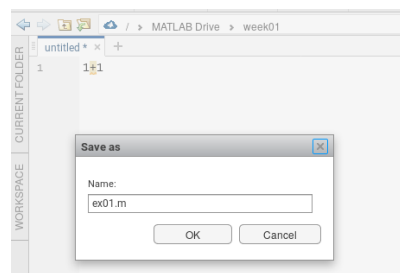 / > MATLAB Drive > week01
CURRENT FOLDER
untitled * × +
1 1+1
Save as
Name:
ex01.m
OK Cancel
WORKSPACE